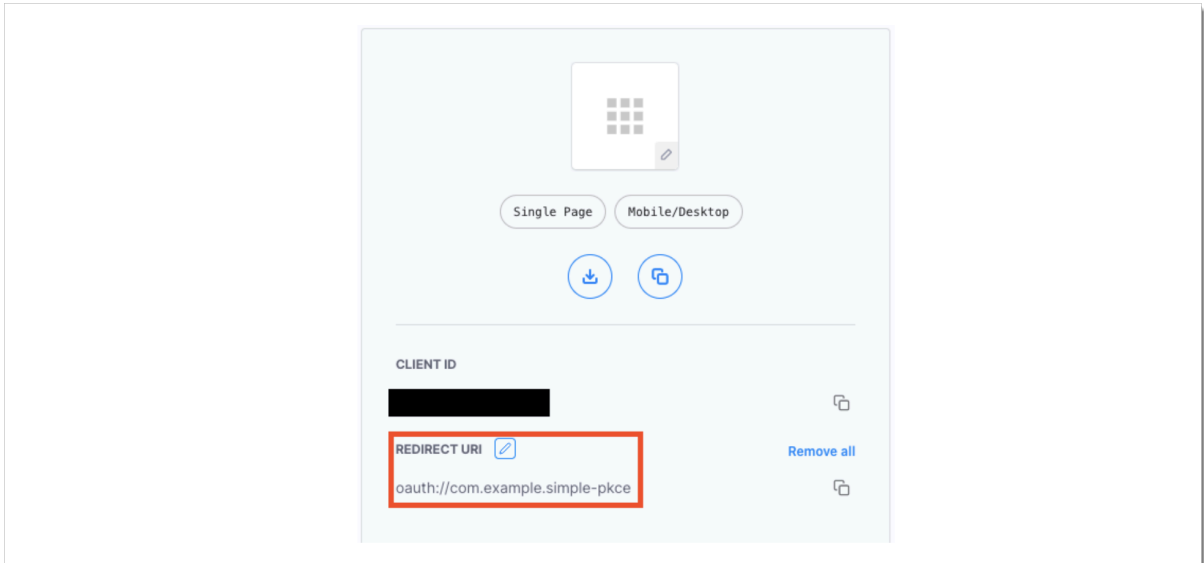 Single Page Mobile/Desktop
CLIENT ID
REDIRECT URI Remove all
oauth://com.example.simple-pkce